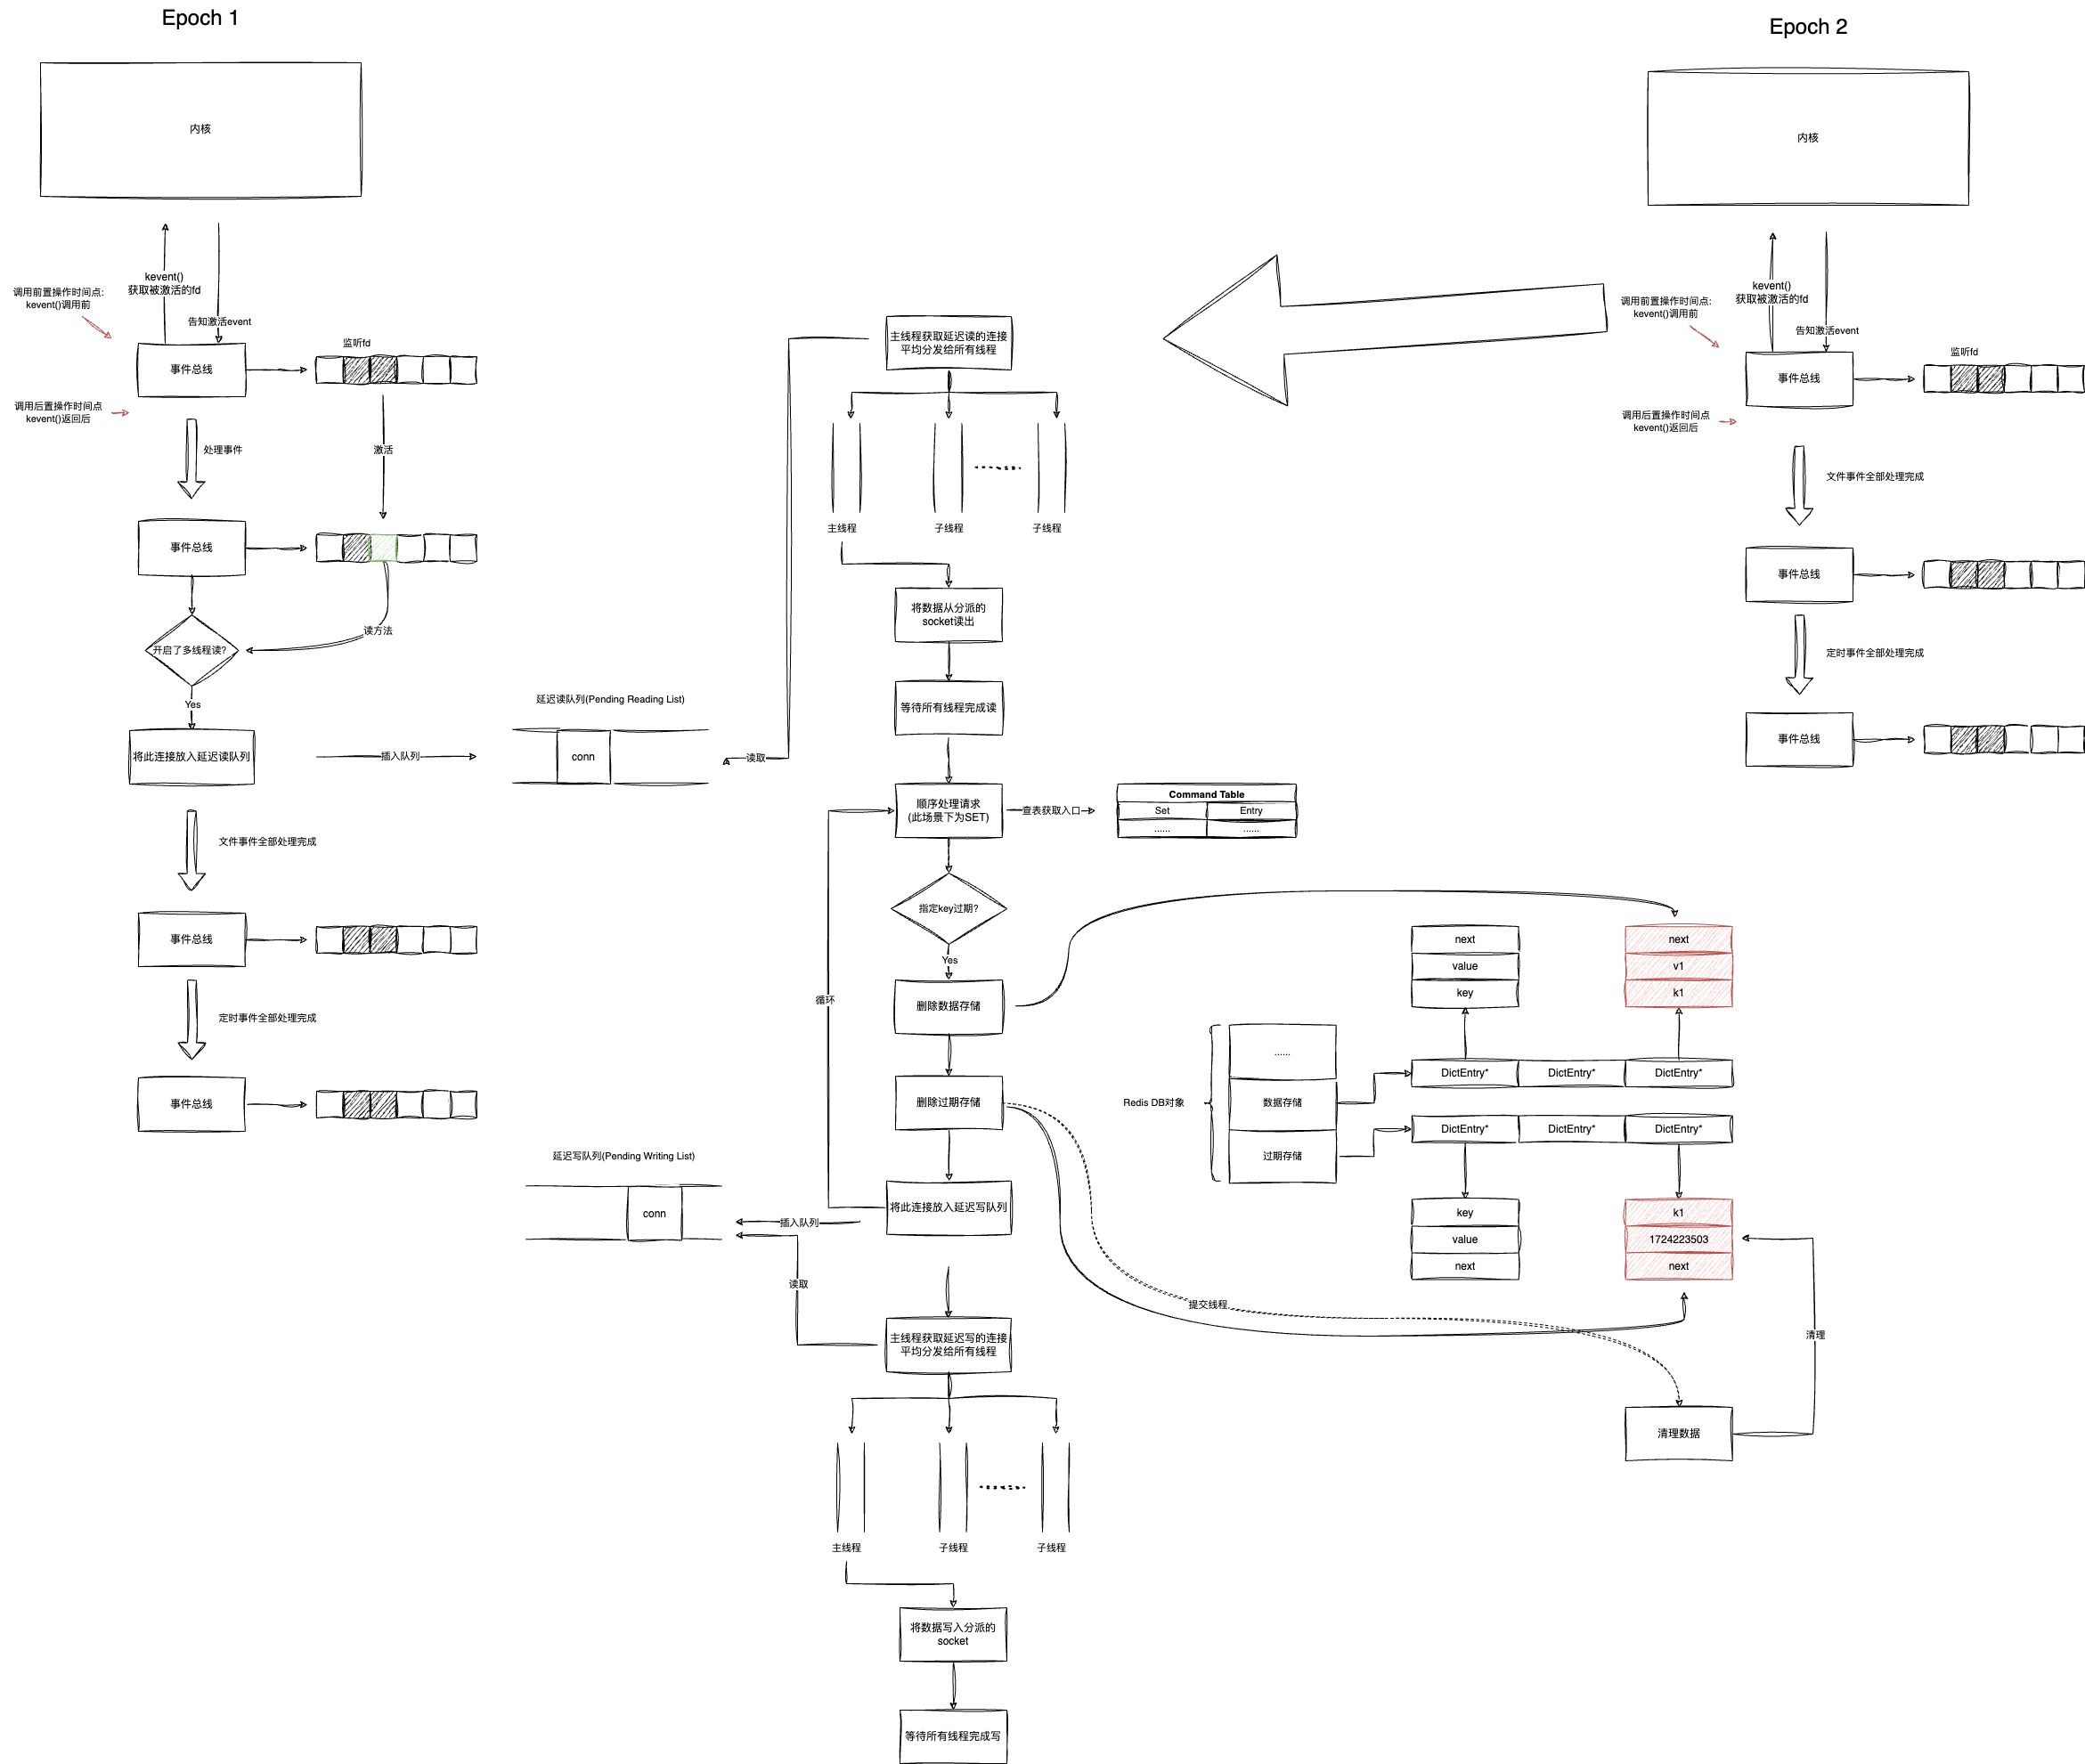 Epoch 1
内核
kevent()
获取被激活的fd
调用前置操作时间点:
kevent()调用前
告知激活event
事件总线
监听fd
调用后置操作时间点
kevent()返回后
处理事件
激活
事件总线
读方法
开启了多线程读?
Yes
将此连接放入延迟读队列
插入队列
延迟读队列(Pending Reading List)
conn
读取
文件事件全部处理完成
事件总线
定时事件全部处理完成
事件总线
主线程获取延迟读的连接
平均分发给所有线程
主线程
子线程
子线程
将数据从分派的
socket读出
等待所有线程完成读
顺序处理请求
(此场景下为SET)
查表获取入口
Command Table
Set
Entry
......
......
指定key过期?
Yes
循环
删除数据存储
删除过期存储
将此连接放入延迟写队列
延迟写队列(Pending Writing List)
conn
插入队列
读取
主线程获取延迟写的连接
平均分发给所有线程
主线程
子线程
子线程
将数据写入分派的
socket
等待所有线程完成写
next
value
key
next
v1
k1
Redis DB对象
......
数据存储
过期存储
DictEntry*
DictEntry*
DictEntry*
DictEntry*
DictEntry*
DictEntry*
key
value
next
k1
1724223503
next
提交线程
清理
清理数据
Epoch 2
内核
kevent()
获取被激活的fd
调用前置操作时间点:
kevent()调用前
告知激活event
事件总线
监听fd
调用后置操作时间点
kevent()返回后
文件事件全部处理完成
事件总线
定时事件全部处理完成
事件总线